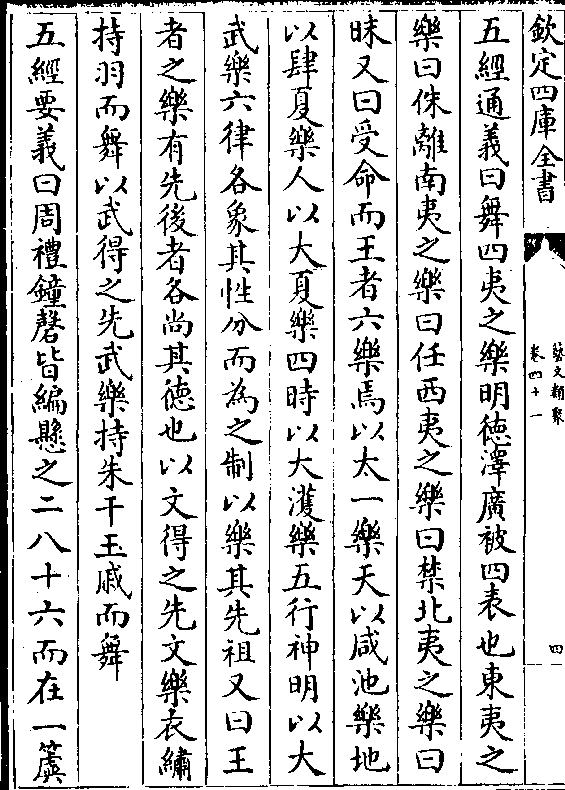 欽定四庫全書
藝文類聚
卷四十一
四
五經通義曰舞四夷之樂明德澤廣被四表也東夷之
樂曰侏離南夷之樂曰任西夷之樂曰禁北夷之樂曰
昧又曰受命而王者六樂焉以太一樂天以咸池樂地
以肆夏樂人以大夏樂四時以大濩樂五行神明以大
武樂六律各象其性分而為之制以樂其先祖又曰王
者之樂有先後者各尚其德也以文得之先文樂衣繡
持羽而舞以武得之先武樂持朱干玉戚而舞
五經要義曰周禮鐘磬皆編懸之二八十六而在一簴